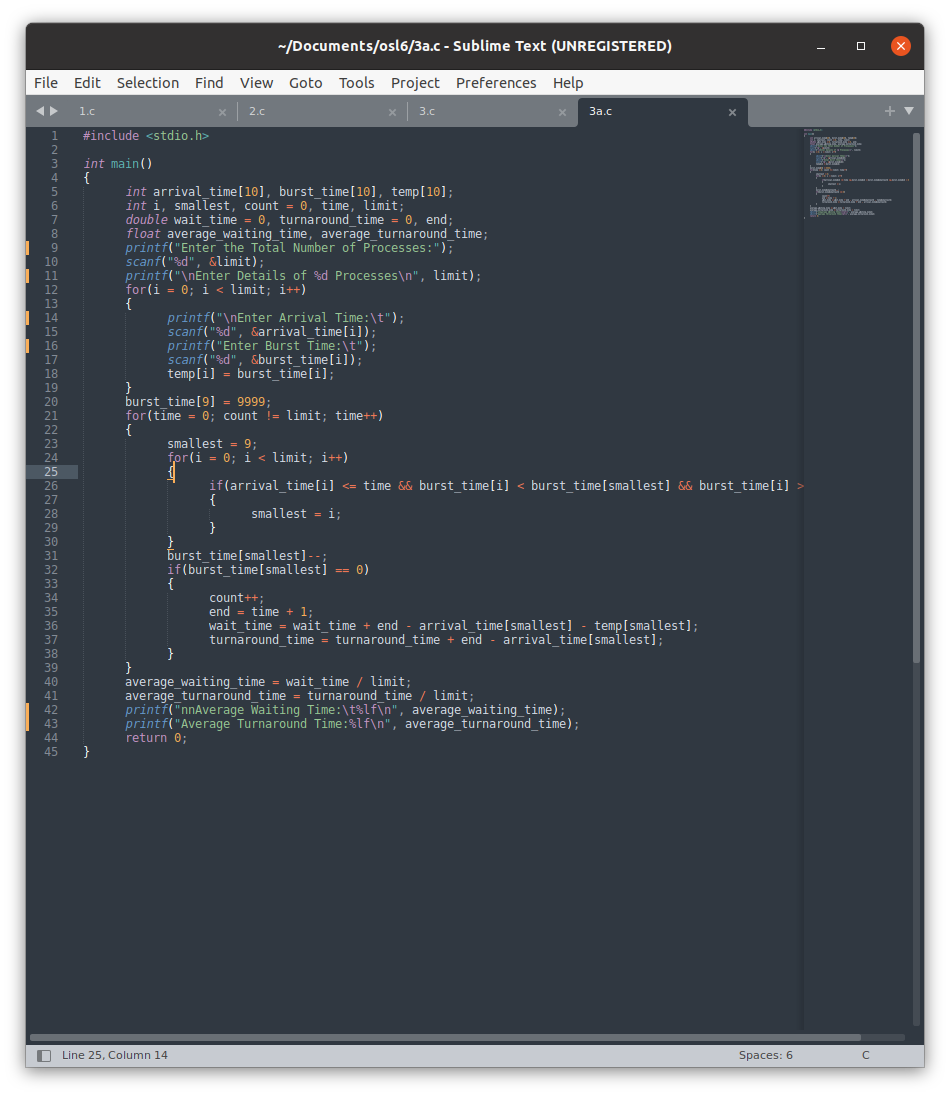 ~/Documents/osl6/3a.c - Sublime Text (UNREGISTERED)
File Edit Selection Find View Goto Tools Project Preferences Help
1.c 2.c 3.c 3a.c
1 #include <stdio.h>
2
3 int main()
4 {
5 int arrival_time[10], burst_time[10], temp[10];
6 int i, smallest, count = 0, time, limit;
7 double wait_time = 0, turnaround_time = 0, end;
8 float average_waiting_time, average_turnaround_time;
9 printf("Enter the Total Number of Processes:");
10 scanf("%d", &limit);
11 printf("\nEnter Details of %d Processes\n", limit);
12 for(i = 0; i < limit; i++)
13 {
14 printf("\nEnter Arrival Time:\t");
15 scanf("%d", &arrival_time[i]);
16 printf("Enter Burst Time:\t");
17 scanf("%d", &burst_time[i]);
18 temp[i] = burst_time[i];
19 }
20 burst_time[9] = 9999;
21 for(time = 0; count != limit; time++)
22 {
23 smallest = 9;
24 for(i = 0; i < limit; i++)
25 {
26 if(arrival_time[i] <= time && burst_time[i] < burst_time[smallest] && burst_time[i] >
27 {
28 smallest = i;
29 }
30 }
31 burst_time[smallest]--;
32 if(burst_time[smallest] == 0)
33 {
34 count++;
35 end = time + 1;
36 wait_time = wait_time + end - arrival_time[smallest] - temp[smallest];
37 turnaround_time = turnaround_time + end - arrival_time[smallest];
38 }
39 }
40 average_waiting_time = wait_time / limit;
41 average_turnaround_time = turnaround_time / limit;
42 printf("nnAverage Waiting Time:\t%lf\n", average_waiting_time);
43 printf("Average Turnaround Time:%lf\n", average_turnaround_time);
44 return 0;
45 }
Line 25, Column 14 Spaces: 6 C